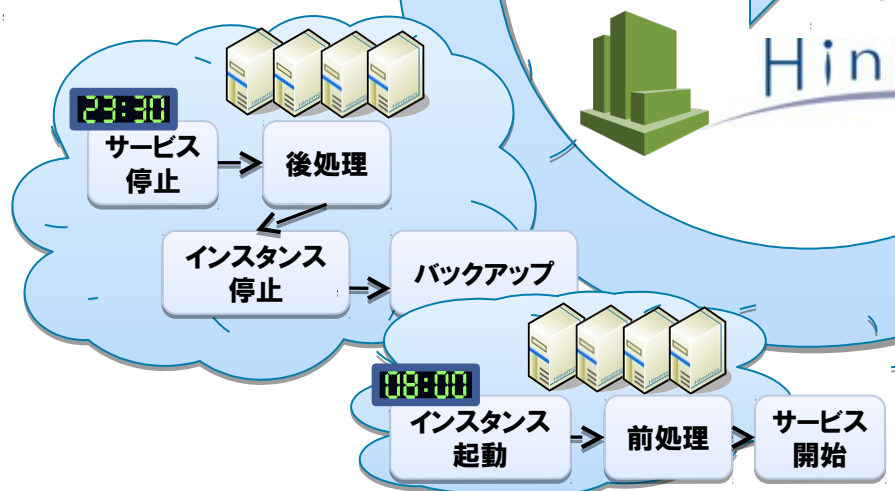 Hin
23:30
サービス
停止
後処理
インスタンス
停止
バックアップ
08:00
インスタンス
起動
前処理
サービス
開始